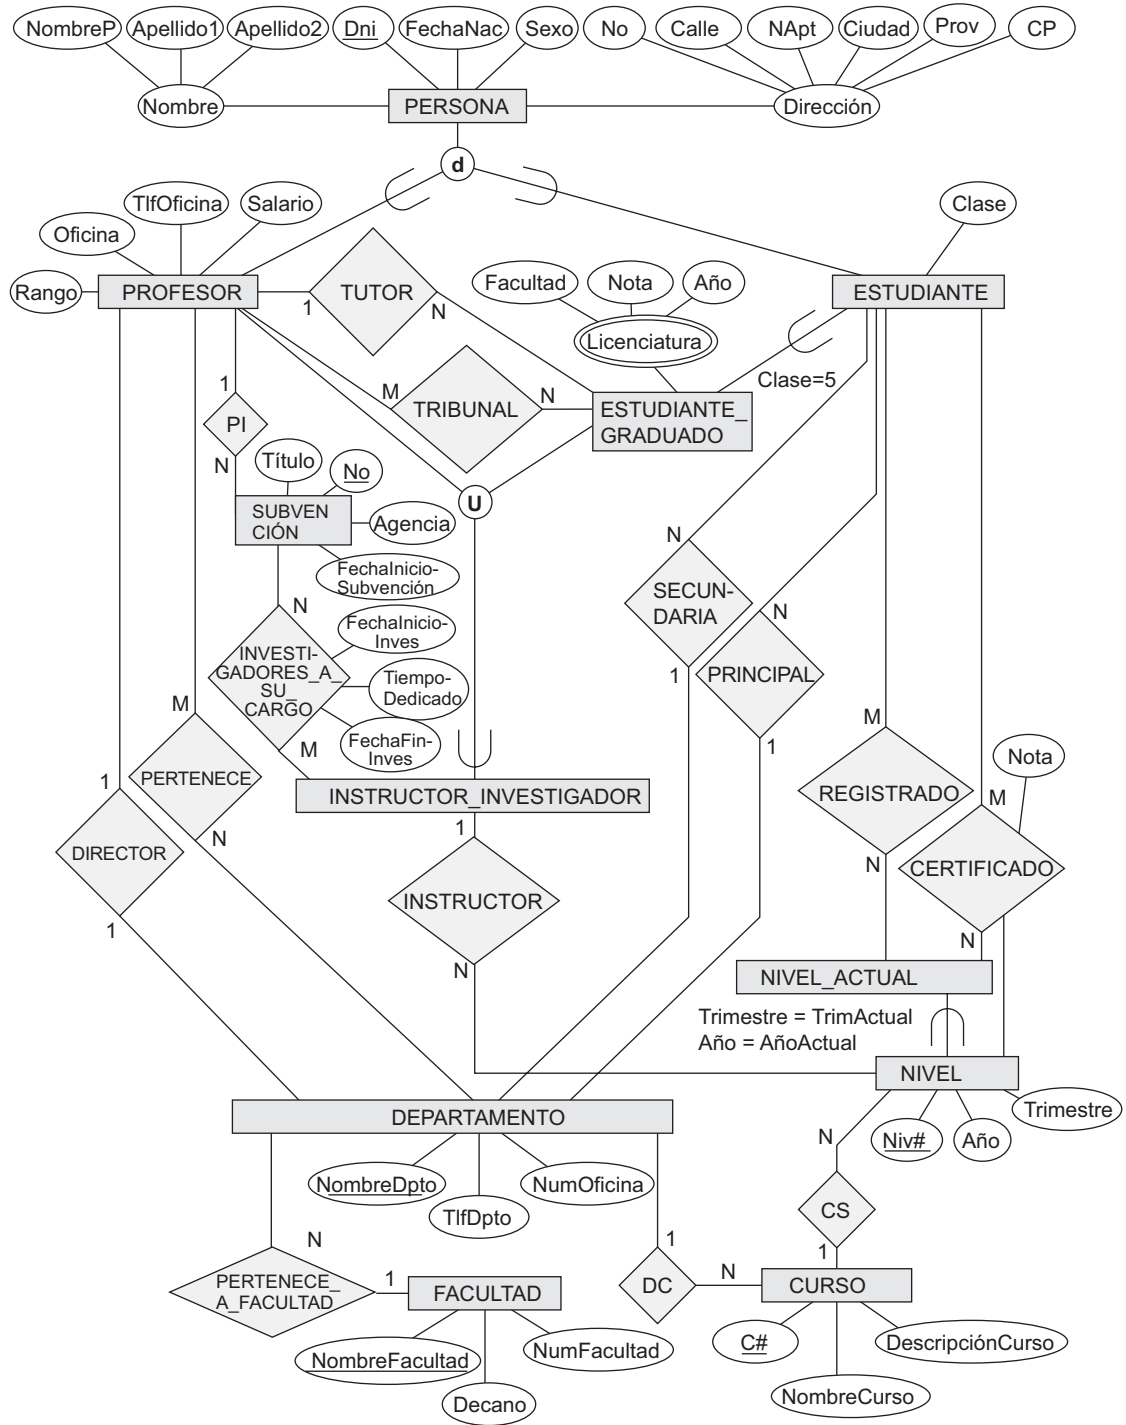 NombreP Apellido1 Apellido2 Dni FechaNac Sexo No Calle NApt Ciudad Prov CP
Nombre PERSONA Dirección
d
TlfOficina Salario Clase
Oficina
Rango PROFESOR 1 TUTOR N Facultad Nota Año ESTUDIANTE
Licenciatura
Clase=5
1 M TRIBUNAL N ESTUDIANTE_
GRADUADO
PI
N Título No
U
SUBVEN
CIÓN
Agencia
FechaInicio-
Subvención
N
N
SECUN-
DARIA
1
N
PRINCIPAL
1
FechaInicio-
Inves
INVESTI-
GADORES_A_
SU_
CARGO
Tiempo-
Dedicado
FechaFin-
Inves
M
M
PERTENECE
N
1
DIRECTOR
1
INSTRUCTOR_INVESTIGADOR
1
INSTRUCTOR
N
M
REGISTRADO
N
Nota
M
CERTIFICADO
N
NIVEL_ACTUAL
Trimestre = TrimActual
Año = AñoActual
NIVEL
Trimestre
Niv# Año
DEPARTAMENTO
NombreDpto NumOficina
TlfDpto
N
CS
1
N
PERTENECE_
A_FACULTAD
1
FACULTAD
1
DC
N
CURSO
NombreFacultad NumFacultad
Decano
C# DescripciónCurso
NombreCurso